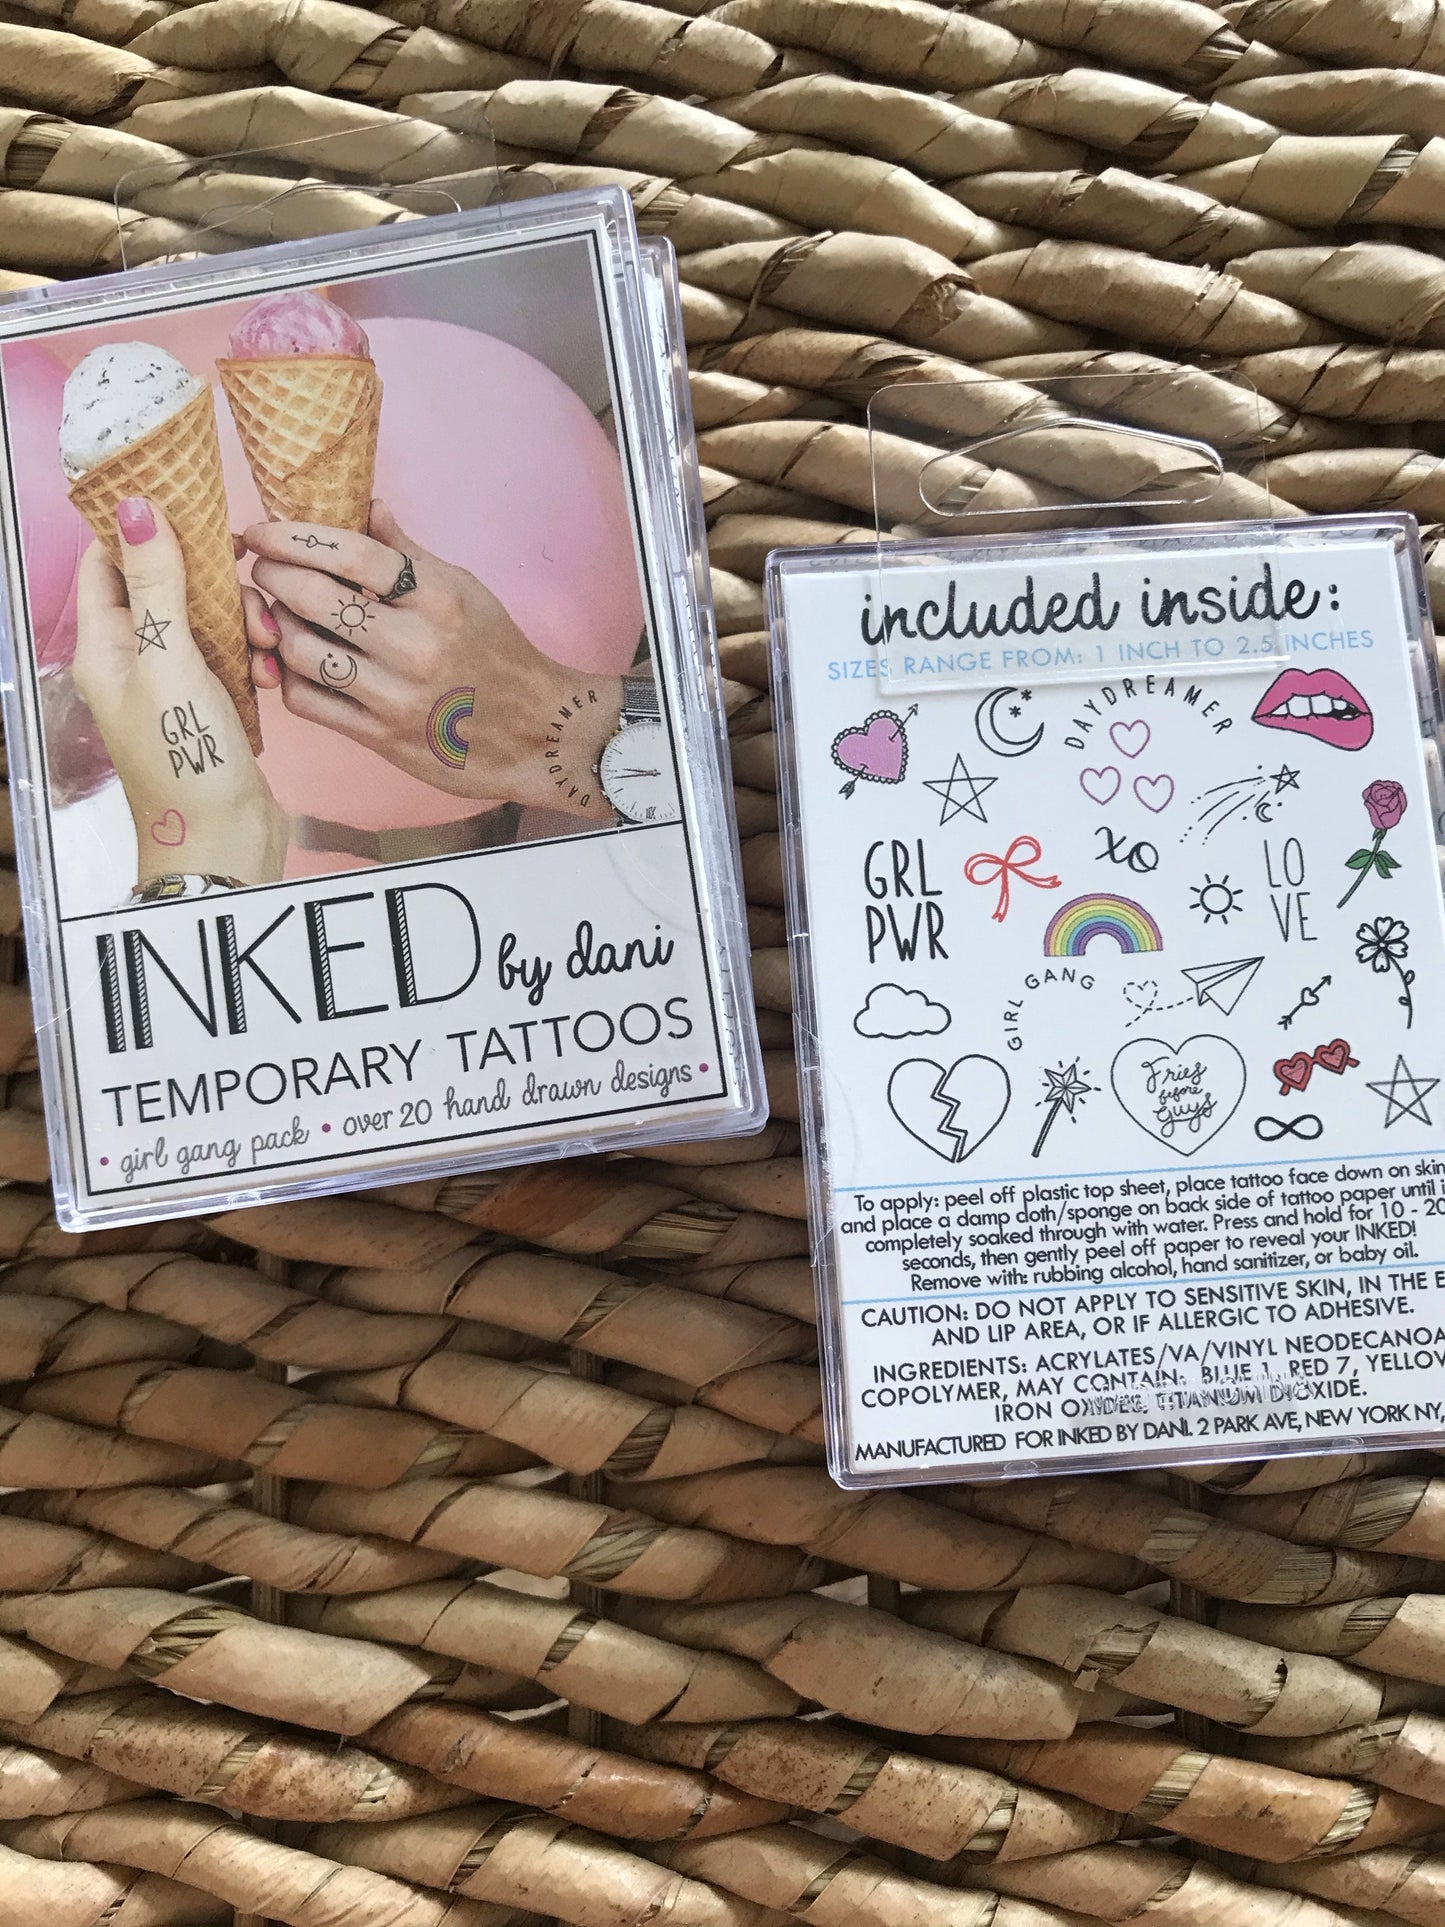 GRL
PWR
DAYDREAMER
INKED by dani
TEMPORARY TATTOOS
• girl gang pack • over 20 hand drawn designs •
included inside:
SIZES RANGE FROM: 1 INCH TO 2.5 INCHES
DAYDREAMER
GRL
PWR
XO
LO
VE
GIRL GANG
Fries
before
Guys
To apply: peel off plastic top sheet, place tattoo face down on skin
and place a damp cloth/sponge on back side of tattoo paper until
completely soaked through with water. Press and hold for 10 - 20
seconds, then gently peel off paper to reveal your INKED!
Remove with: rubbing alcohol, hand sanitizer, or baby oil.
CAUTION: DO NOT APPLY TO SENSITIVE SKIN, IN THE
AND LIP AREA, OR IF ALLERGIC TO ADHESIVE.
INGREDIENTS: ACRYLATES/VA/VINYL NEODECANOA
COPOLYMER, MAY CONTAIN: BLUE 1, RED 7, YELLOW
IRON OXIDES, TITANIUM DIOXIDE.
MANUFACTURED FOR INKED BY DANI. 2 PARK AVE, NEW YORK NY,